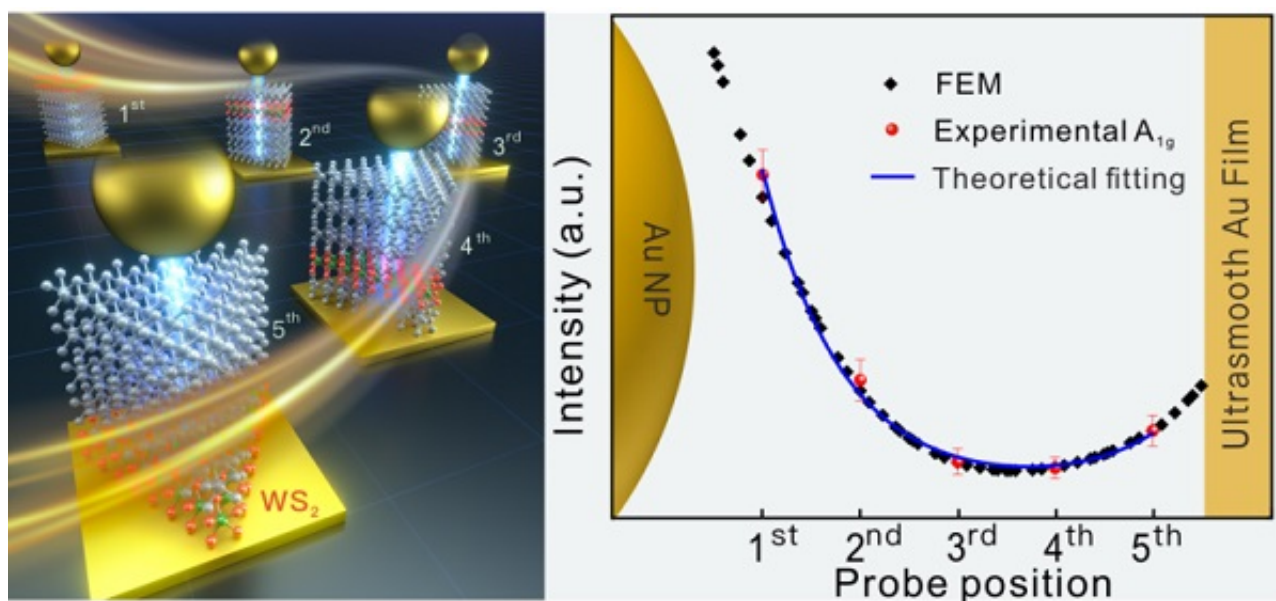 1st
2nd
3rd
4th
5th
WS2
Intensity (a.u.)
Au NP
FEM
Experimental A1g
Theoretical fitting
Ultrasmooth Au Film
1st 2nd 3rd 4th 5th
Probe position